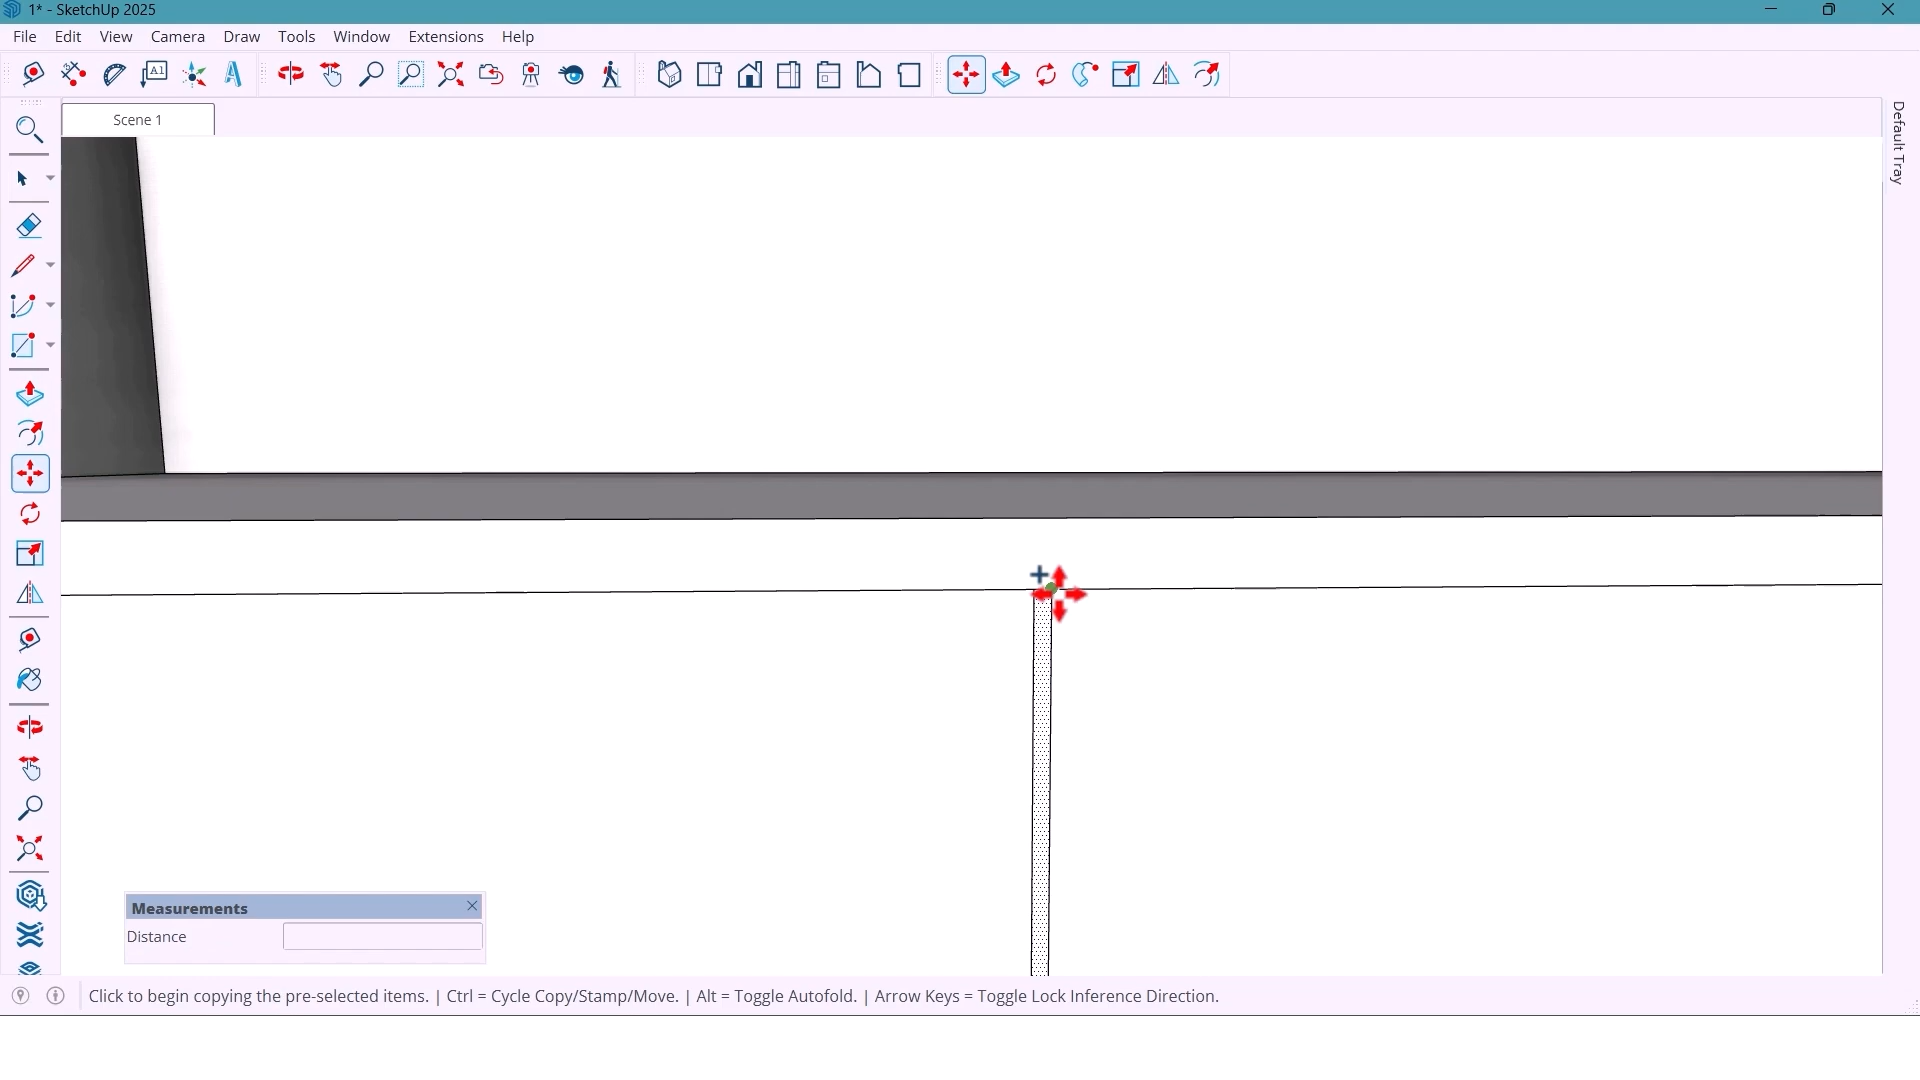 1* - SketchUp 2025
File Edit View Camera Draw Tools Window Extensions Help
A1
Scene 1
Default Tray
Measurements
Distance
Click to begin copying the pre-selected items. | Ctrl = Cycle Copy/Stamp/Move. | Alt = Toggle Autofold. | Arrow Keys = Toggle Lock Inference Direction.